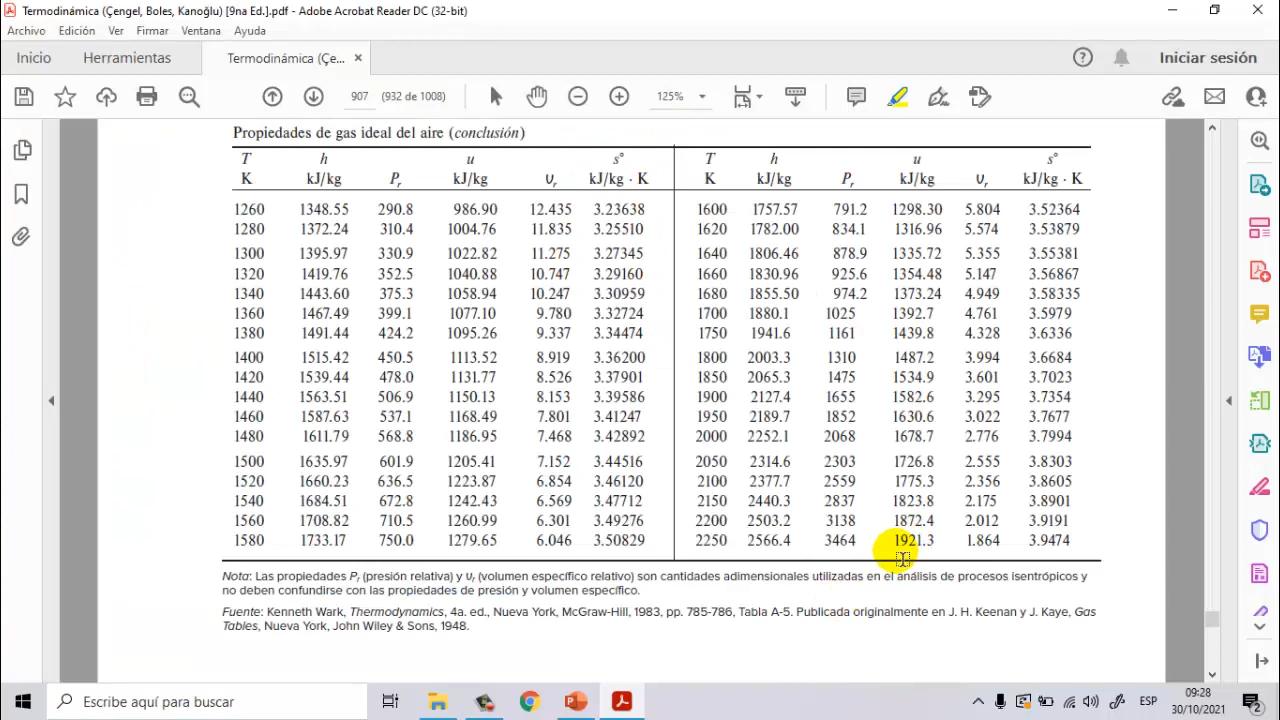 Termodinámica (Çengel, Boles, Kanoğlu) [9na Ed.].pdf - Adobe Acrobat Reader DC (32-bit)
Archivo Edición Ver Firmar Ventana Ayuda
Inicio Herramientas Termodinámica (Çe... × Iniciar sesión
907 (932 de 1008) 125%
Propiedades de gas ideal del aire (conclusión)
T h u s° T h u s°
K kJ/kg Pr kJ/kg υr kJ/kg · K K kJ/kg Pr kJ/kg υr kJ/kg · K
1260 1348.55 290.8 986.90 12.435 3.23638 1600 1757.57 791.2 1298.30 5.804 3.52364
1280 1372.24 310.4 1004.76 11.835 3.25510 1620 1782.00 834.1 1316.96 5.574 3.53879
1300 1395.97 330.9 1022.82 11.275 3.27345 1640 1806.46 878.9 1335.72 5.355 3.55381
1320 1419.76 352.5 1040.88 10.747 3.29160 1660 1830.96 925.6 1354.48 5.147 3.56867
1340 1443.60 375.3 1058.94 10.247 3.30959 1680 1855.50 974.2 1373.24 4.949 3.58335
1360 1467.49 399.1 1077.10 9.780 3.32724 1700 1880.1 1025 1392.7 4.761 3.5979
1380 1491.44 424.2 1095.26 9.337 3.34474 1750 1941.6 1161 1439.8 4.328 3.6336
1400 1515.42 450.5 1113.52 8.919 3.36200 1800 2003.3 1310 1487.2 3.994 3.6684
1420 1539.44 478.0 1131.77 8.526 3.37901 1850 2065.3 1475 1534.9 3.601 3.7023
1440 1563.51 506.9 1150.13 8.153 3.39586 1900 2127.4 1655 1582.6 3.295 3.7354
1460 1587.63 537.1 1168.49 7.801 3.41247 1950 2189.7 1852 1630.6 3.022 3.7677
1480 1611.79 568.8 1186.95 7.468 3.42892 2000 2252.1 2068 1678.7 2.776 3.7994
1500 1635.97 601.9 1205.41 7.152 3.44516 2050 2314.6 2303 1726.8 2.555 3.8303
1520 1660.23 636.5 1223.87 6.854 3.46120 2100 2377.7 2559 1775.3 2.356 3.8605
1540 1684.51 672.8 1242.43 6.569 3.47712 2150 2440.3 2837 1823.8 2.175 3.8901
1560 1708.82 710.5 1260.99 6.301 3.49276 2200 2503.2 3138 1872.4 2.012 3.9191
1580 1733.17 750.0 1279.65 6.046 3.50829 2250 2566.4 3464 1921.3 1.864 3.9474
Nota: Las propiedades Pr (presión relativa) y υr (volumen específico relativo) son cantidades adimensionales utilizadas en el análisis de procesos isentrópicos y
no deben confundirse con las propiedades de presión y volumen específico.
Fuente: Kenneth Wark, Thermodynamics, 4a. ed., Nueva York, McGraw-Hill, 1983, pp. 785-786, Tabla A-5. Publicada originalmente en J. H. Keenan y J. Kaye, Gas
Tables, Nueva York, John Wiley & Sons, 1948.
Escribe aquí para buscar ESP 09:28
30/10/2021 2